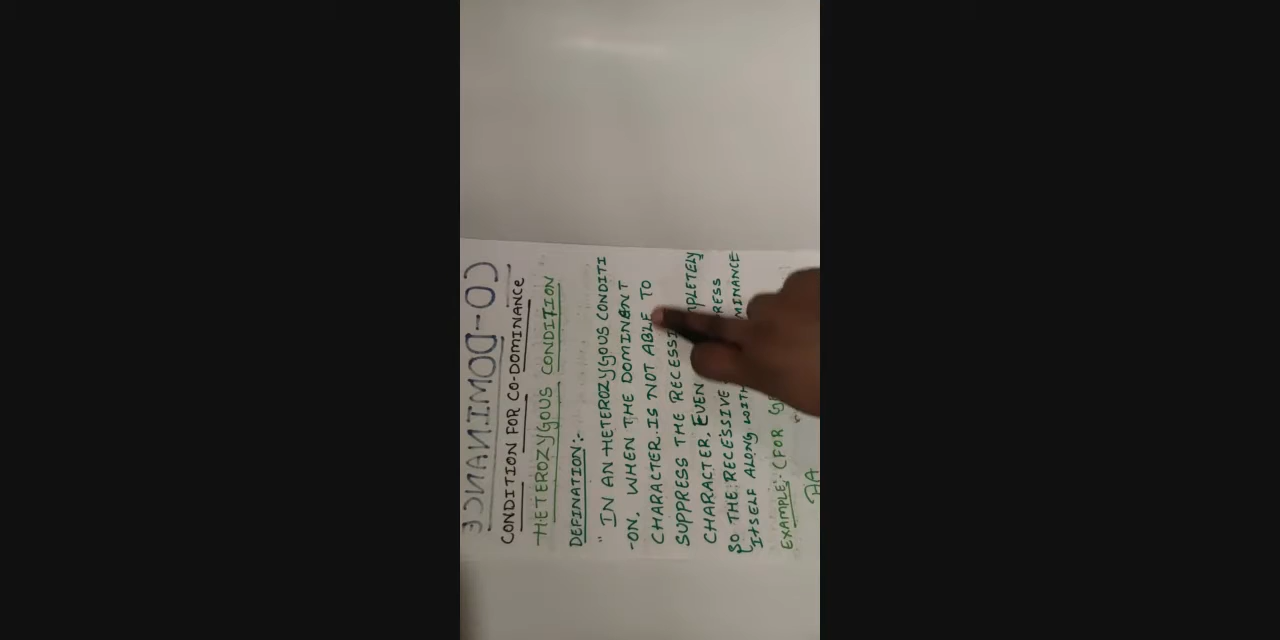 CO-DOMINANCE
CONDITION FOR CO-DOMINANCE
HETEROZYGOUS CONDITION
DEFINATION:-
" IN AN HETEROZYGOUS CONDITI
-ON. WHEN THE DOMINANT
CHARACTER IS NOT ABLE TO
SUPPRESS THE
CHARACTER. EVEN
SO THE RECESSIVE
ITSELF ALONG WITH
EXAMPLE:- (FOR